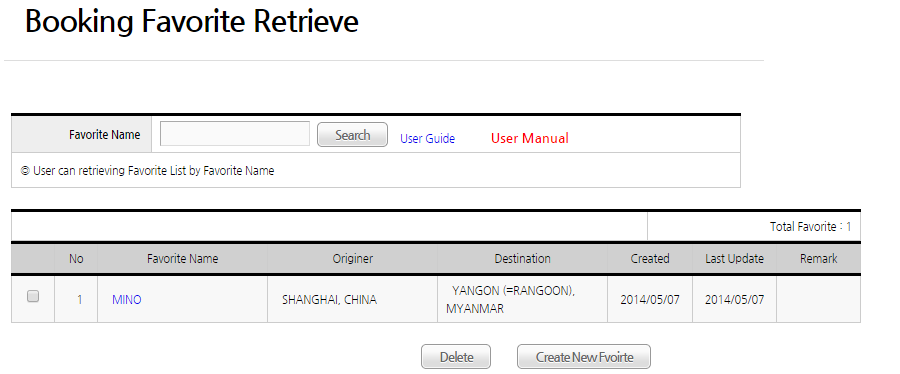 Booking Favorite Retrieve
Favorite Name Search User Guide User Manual
◎ User can retrieving Favorite List by Favorite Name
Total Favorite : 1
No Favorite Name Originer Destination Created Last Update Remark
1 MINO SHANGHAI, CHINA YANGON (=RANGOON), MYANMAR 2014/05/07 2014/05/07
Delete Create New Fvoirte